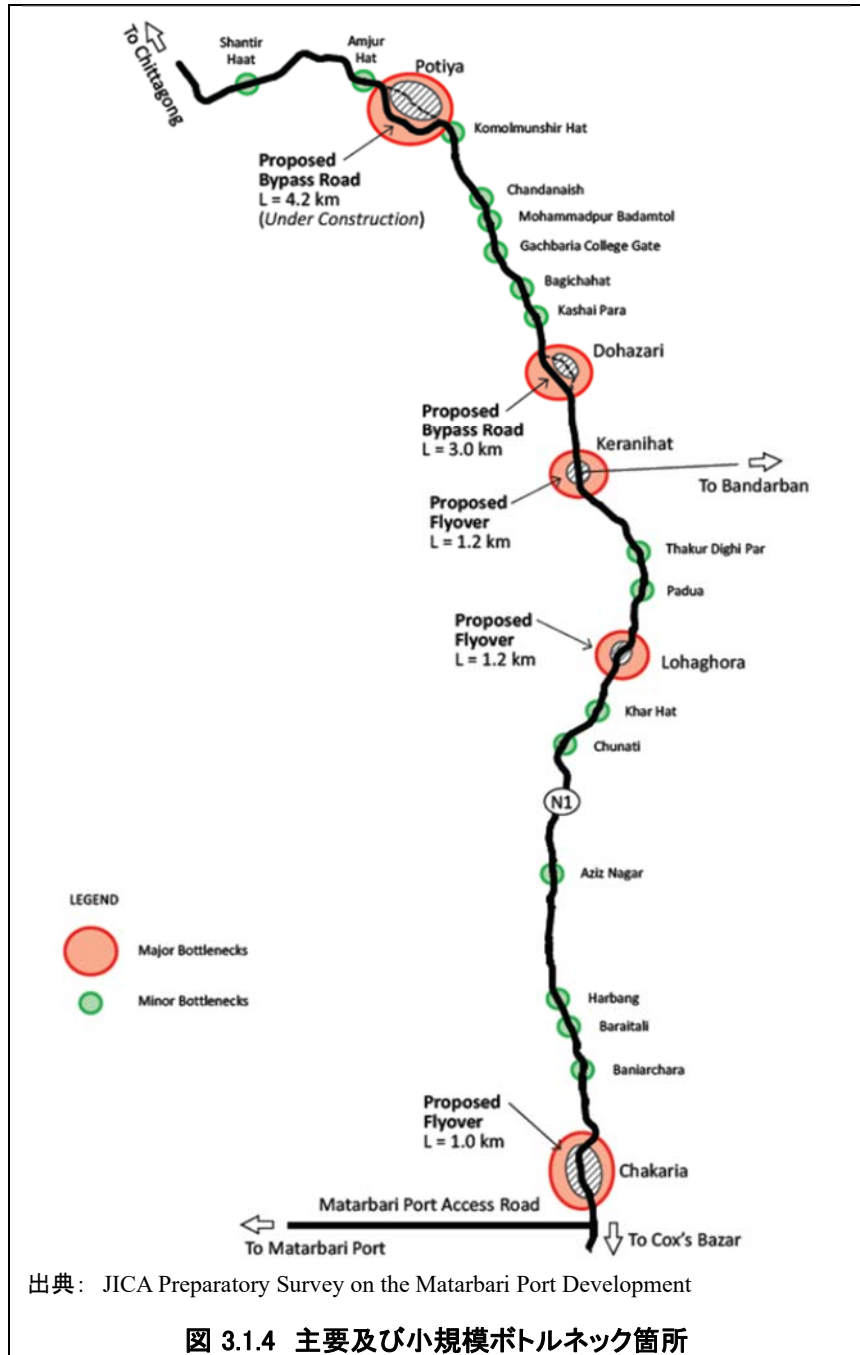 To Chittagong
Shantir
Haat
Amjur
Hat
Potiya
Komolmunshir Hat
Proposed
Bypass Road
L = 4.2 km
(Under Construction)
Chandanaish
Mohammadpur Badamtol
Gachbaria College Gate
Bagichahat
Kashai Para
Dohazari
Proposed
Bypass Road
L = 3.0 km
Keranihat
To Bandarban
Proposed
Flyover
L = 1.2 km
Thakur Dighi Par
Padua
Proposed
Flyover
L = 1.2 km
Lohaghora
Khar Hat
Chunati
N1
Aziz Nagar
LEGEND
Major Bottlenecks
Minor Bottlenecks
Harbang
Baraitali
Baniarchara
Proposed
Flyover
L = 1.0 km
Chakaria
Matarbari Port Access Road
To Matarbari Port
To Cox's Bazar
出典： JICA Preparatory Survey on the Matarbari Port Development
図 3.1.4 主要及び小規模ボトルネック箇所